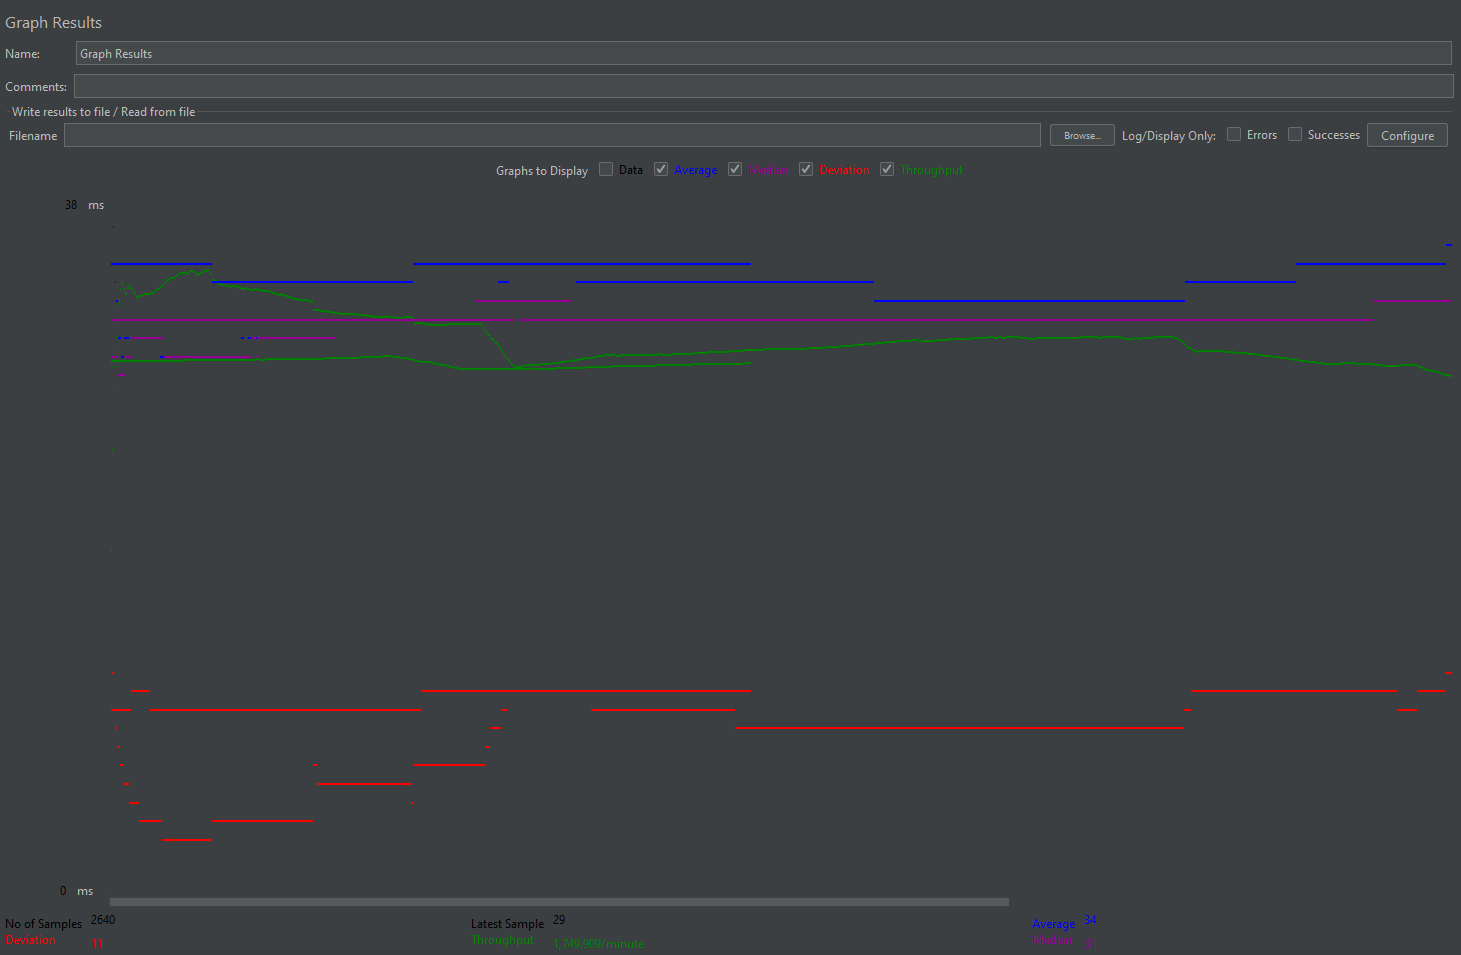 Graph Results
Name: Graph Results
Comments:
Write results to file / Read from file
Filename Browse... Log/Display Only: Errors Successes Configure
Graphs to Display Data Average Median Deviation Throughput
38 ms
0 ms
No of Samples 2640 Latest Sample 29 Average 34
Deviation 11 Throughput 1,749.909/minute Median